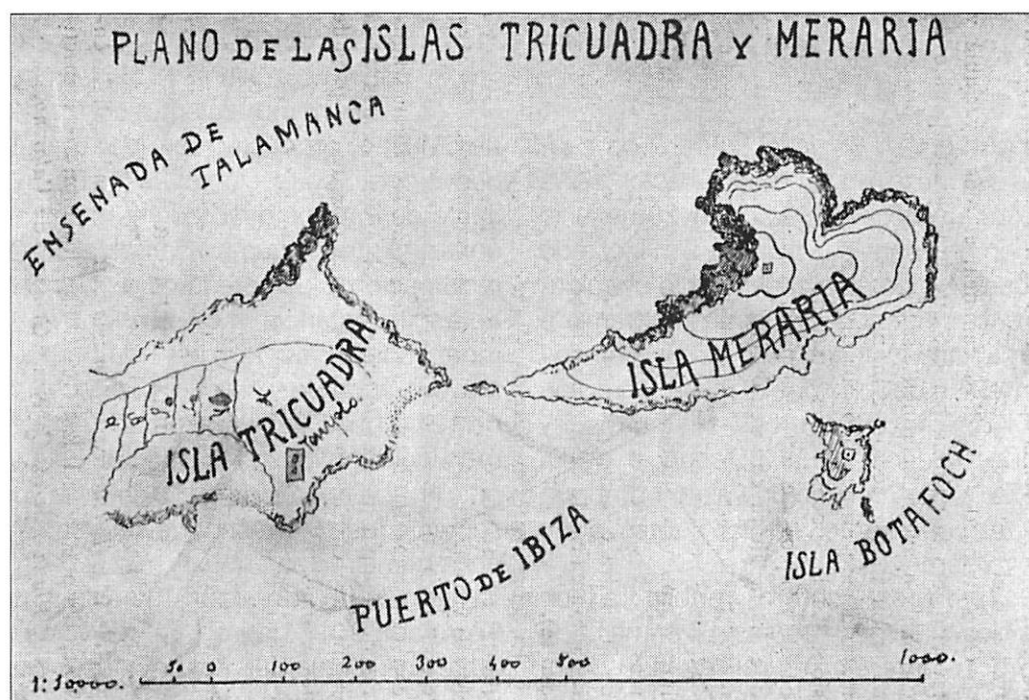 PLANO DE LAS ISLAS TRICUADRA Y MERARIA
ENSENADA DE
TALAMANCA
ISLA TRICUADRA
Templo.
ISLA MERARIA
ISLA BOTAFOCH
PUERTO DE IBIZA
1:10000. 50 0 100 200 300 400 500 1000.